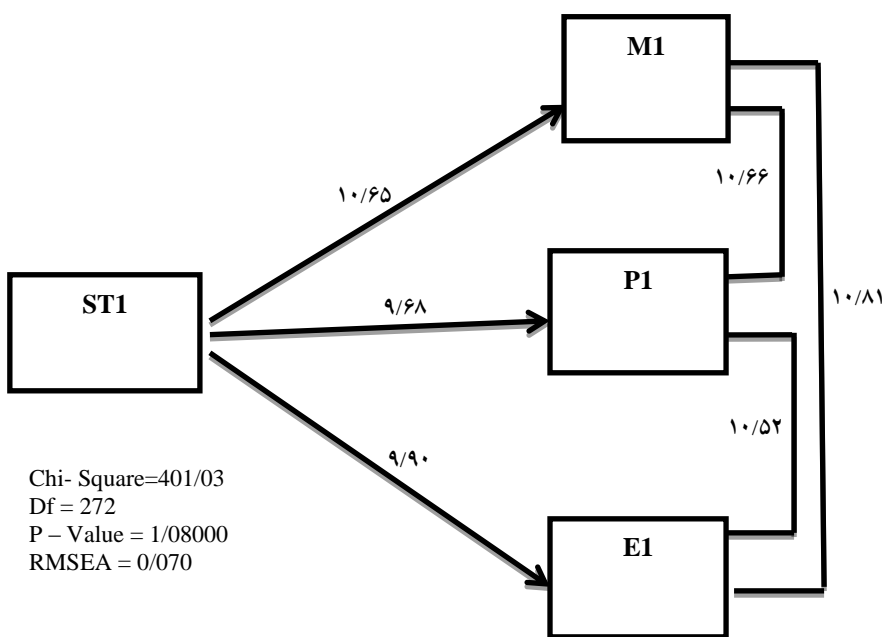 M1
۱۰/۶۵
۱۰/۶۶
ST1
۹/۶۸
P1
۱۰/۸۱
۱۰/۵۲
۹/۹۰
E1
Chi- Square=401/03
Df = 272
P – Value = 1/08000
RMSEA = 0/070